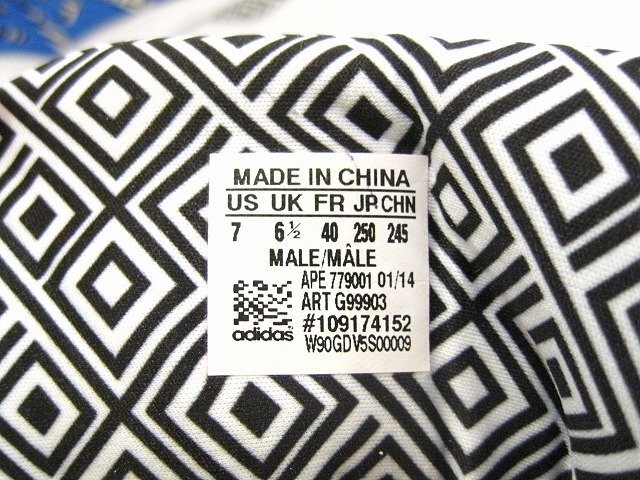 MADE IN CHINA
US UK FR JP CHN
7 6½ 40 250 245
MALE/MÂLE
APE 779001 01/14
ART G99903
#109174152
adidas
W90GDV5S00009